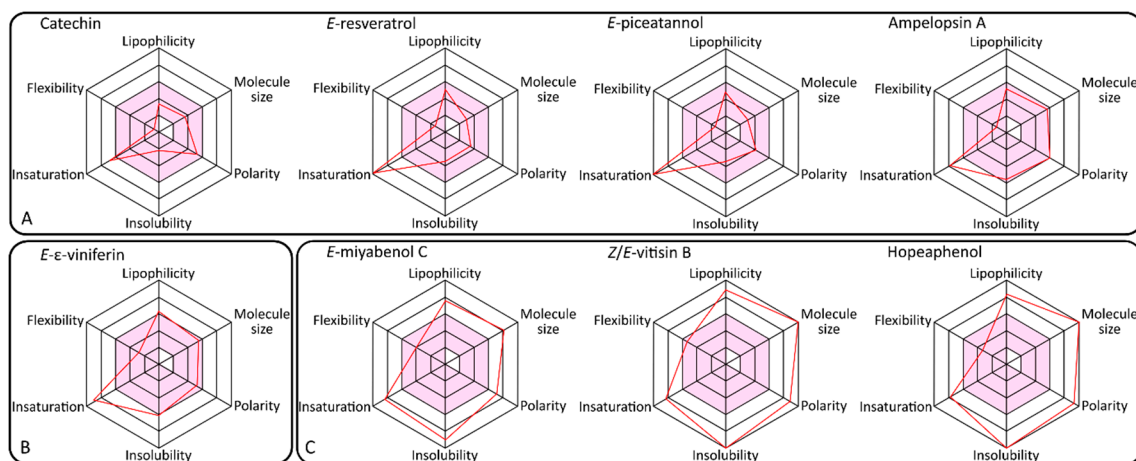 Catechin
Lipophilicity
Flexibility
Molecule
size
Insaturation
Polarity
Insolubility
E-resveratrol
Lipophilicity
Flexibility
Molecule
size
Insaturation
Polarity
Insolubility
E-piceatannol
Lipophilicity
Flexibility
Molecule
size
Insaturation
Polarity
Insolubility
Ampelopsin A
Lipophilicity
Flexibility
Molecule
size
Insaturation
Polarity
Insolubility
A
E-ε-viniferin
Lipophilicity
Flexibility
Molecule
size
Insaturation
Polarity
Insolubility
B
E-miyabenol C
Lipophilicity
Flexibility
Molecule
size
Insaturation
Polarity
Insolubility
Z/E-vitisin B
Lipophilicity
Flexibility
Molecule
size
Insaturation
Polarity
Insolubility
Hopeaphenol
Lipophilicity
Flexibility
Molecule
size
Insaturation
Polarity
Insolubility
C